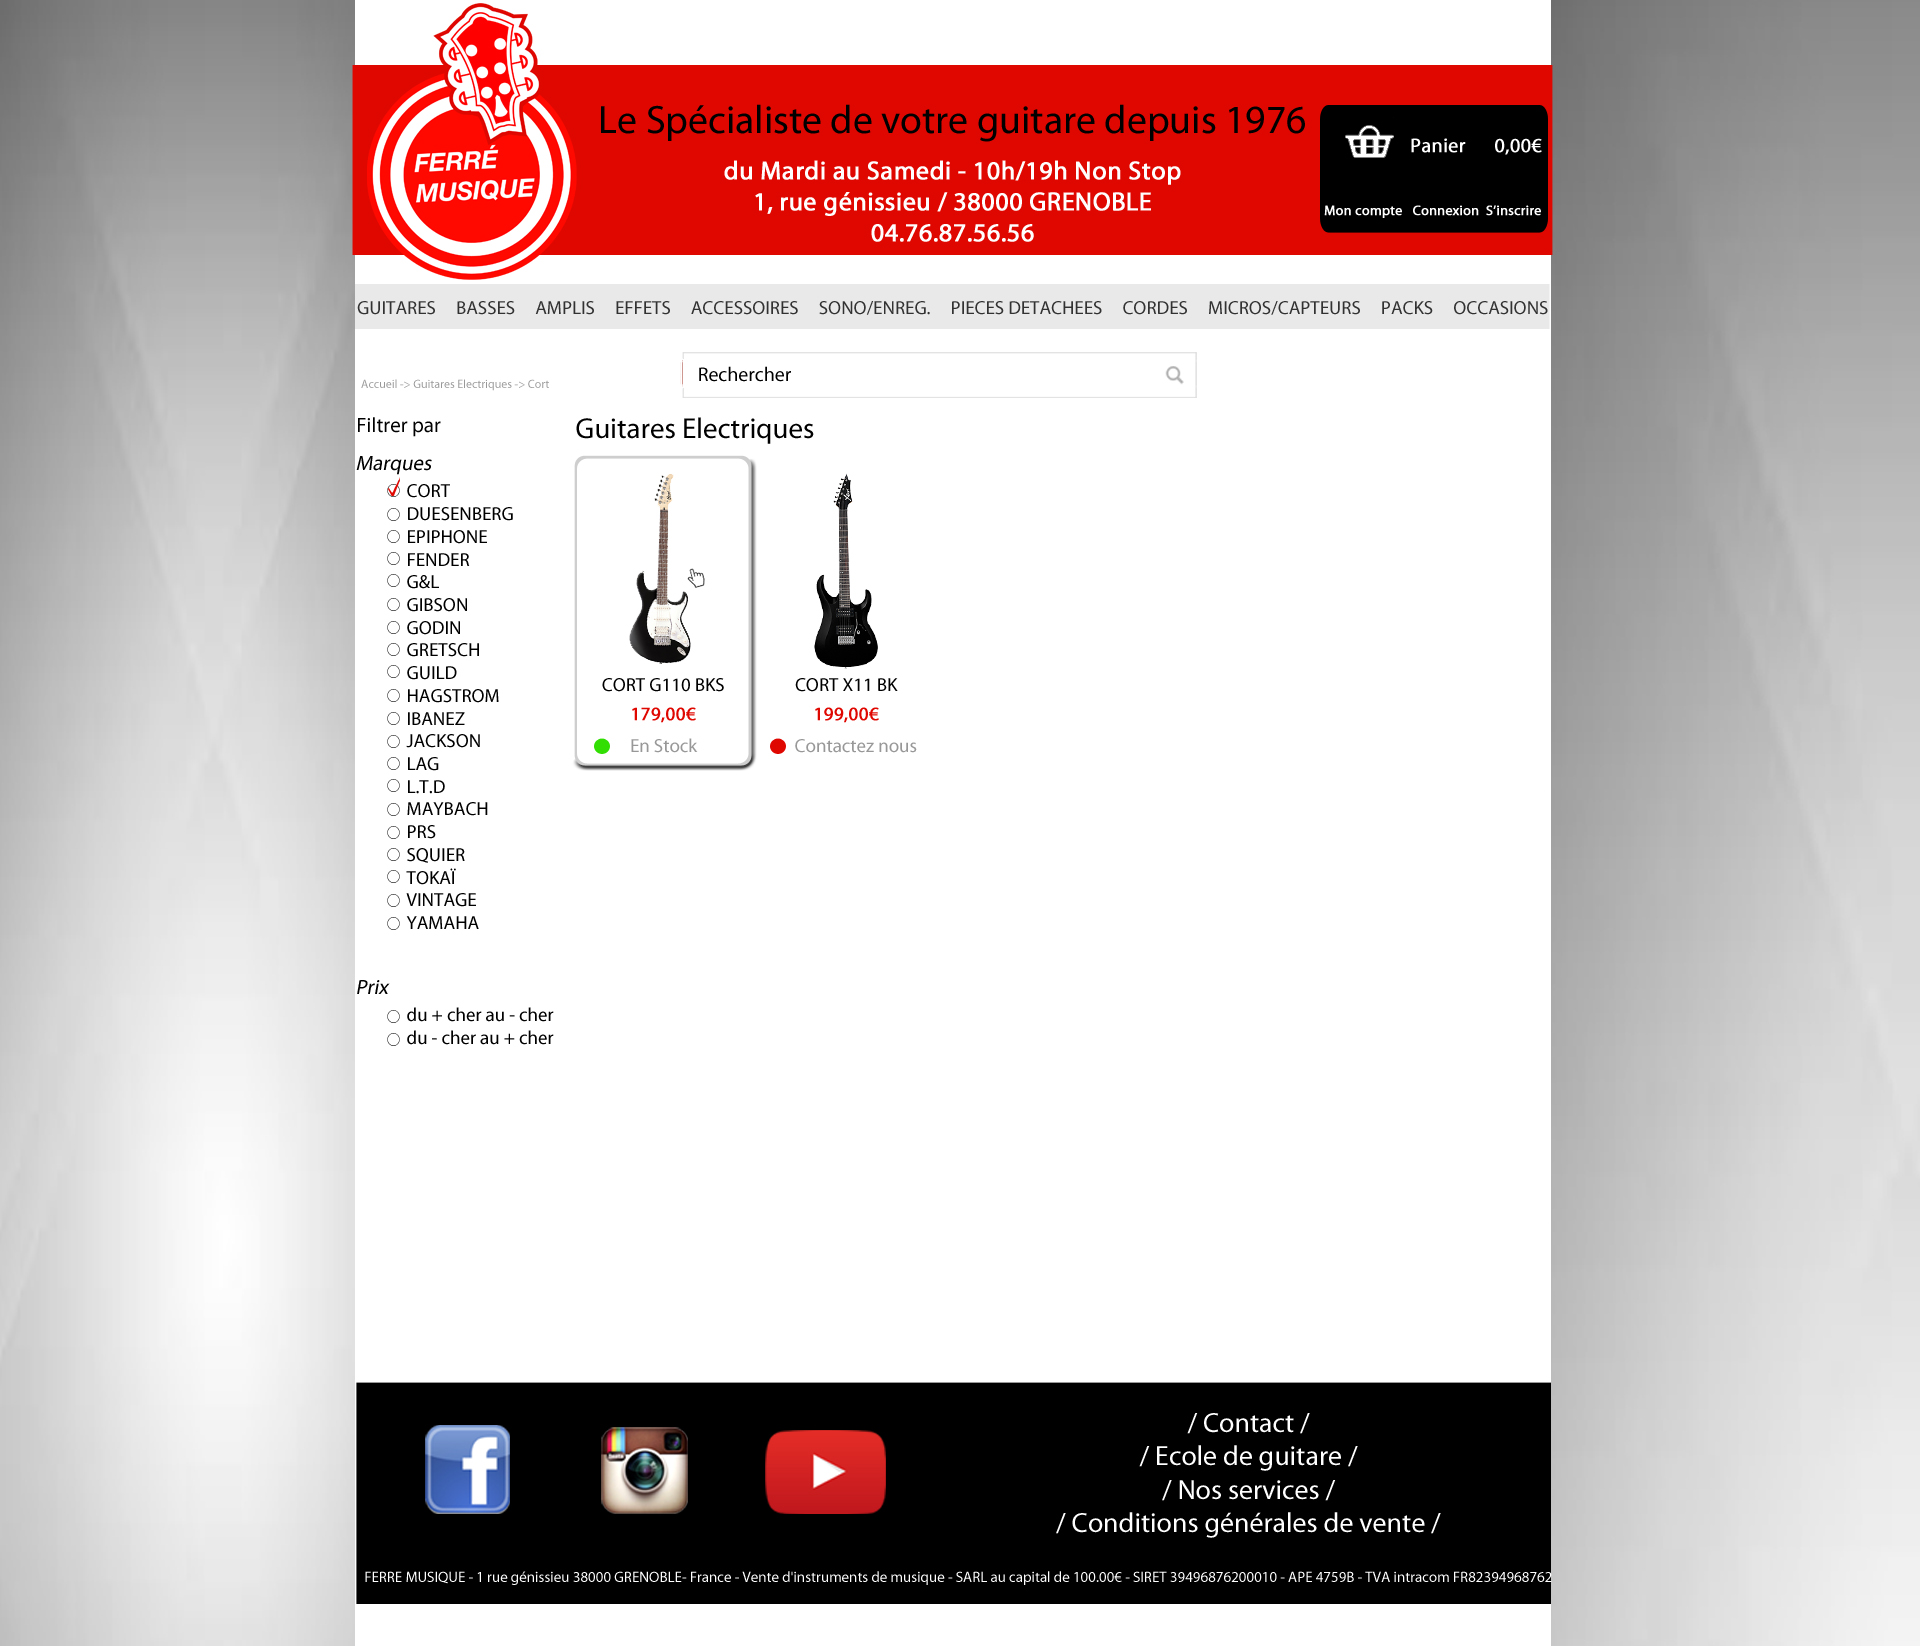 FERRÉ
MUSIQUE
Le Spécialiste de votre guitare depuis 1976
du Mardi au Samedi - 10h/19h Non Stop
1, rue génissieu / 38000 GRENOBLE
04.76.87.56.56
Panier 0,00€
Mon compte Connexion S'inscrire
GUITARES BASSES AMPLIS EFFETS ACCESSOIRES SONO/ENREG. PIECES DETACHEES CORDES MICROS/CAPTEURS PACKS OCCASIONS
Rechercher
Accueil -> Guitares Electriques -> Cort
Filtrer par
Marques
CORT
DUESENBERG
EPIPHONE
FENDER
G&L
GIBSON
GODIN
GRETSCH
GUILD
HAGSTROM
IBANEZ
JACKSON
LAG
L.T.D
MAYBACH
PRS
SQUIER
TOKAÏ
VINTAGE
YAMAHA
Prix
du + cher au - cher
du - cher au + cher
Guitares Electriques
CORT G110 BKS
179,00€
En Stock
CORT X11 BK
199,00€
Contactez nous
/ Contact /
/ Ecole de guitare /
/ Nos services /
/ Conditions générales de vente /
FERRE MUSIQUE - 1 rue génissieu 38000 GRENOBLE- France - Vente d'instruments de musique - SARL au capital de 100.00€ - SIRET 39496876200010 - APE 4759B - TVA intracom FR82394968762